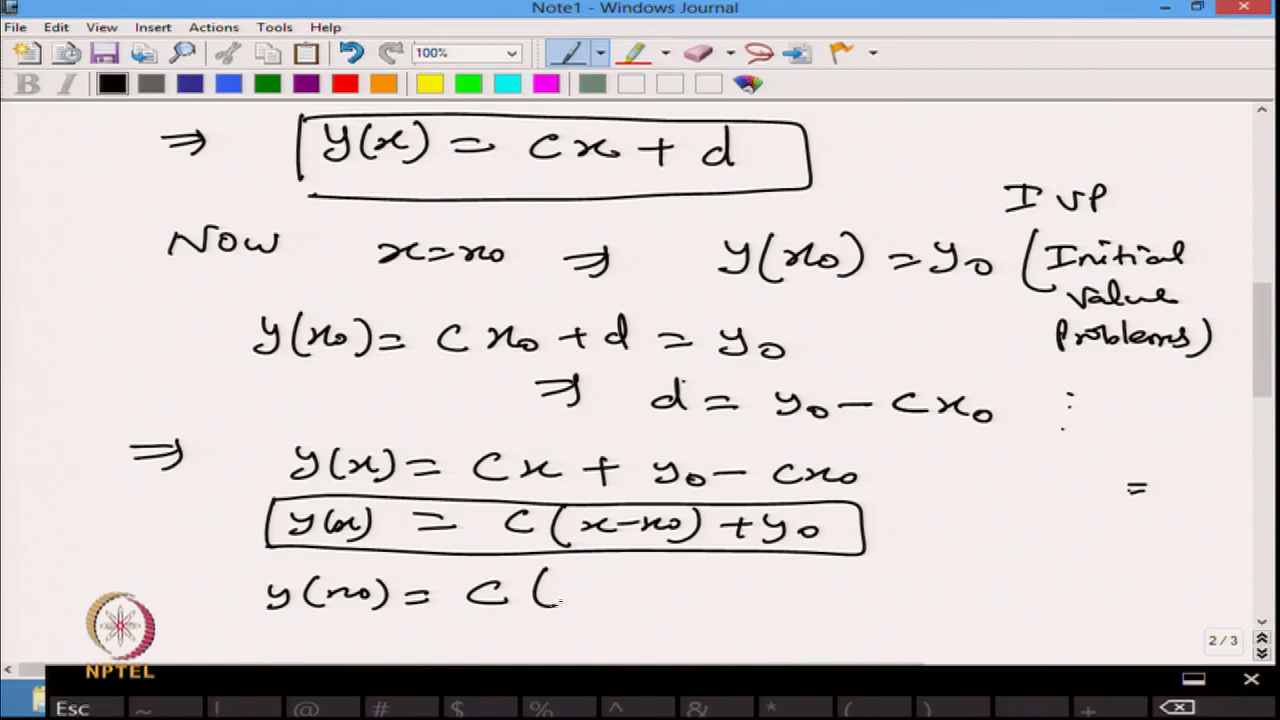 Note1 - Windows Journal
File Edit View Insert Actions Tools Help
100%
B I
⇒ y(x) = cx + d
IVP
Now x=x0 ⇒ y(x0) = y0 (Initial
value
Problems)
y(x0) = c x0 + d = y0
⇒ d = y0 - cx0 :
⇒ y(x) = cx + y0 - cx0
=
y(x) = c(x-x0) + y0
y(x0) = c (
2 / 3
NPTEL
Esc ~ ! @ # $ % ^ & * ( ) _ +